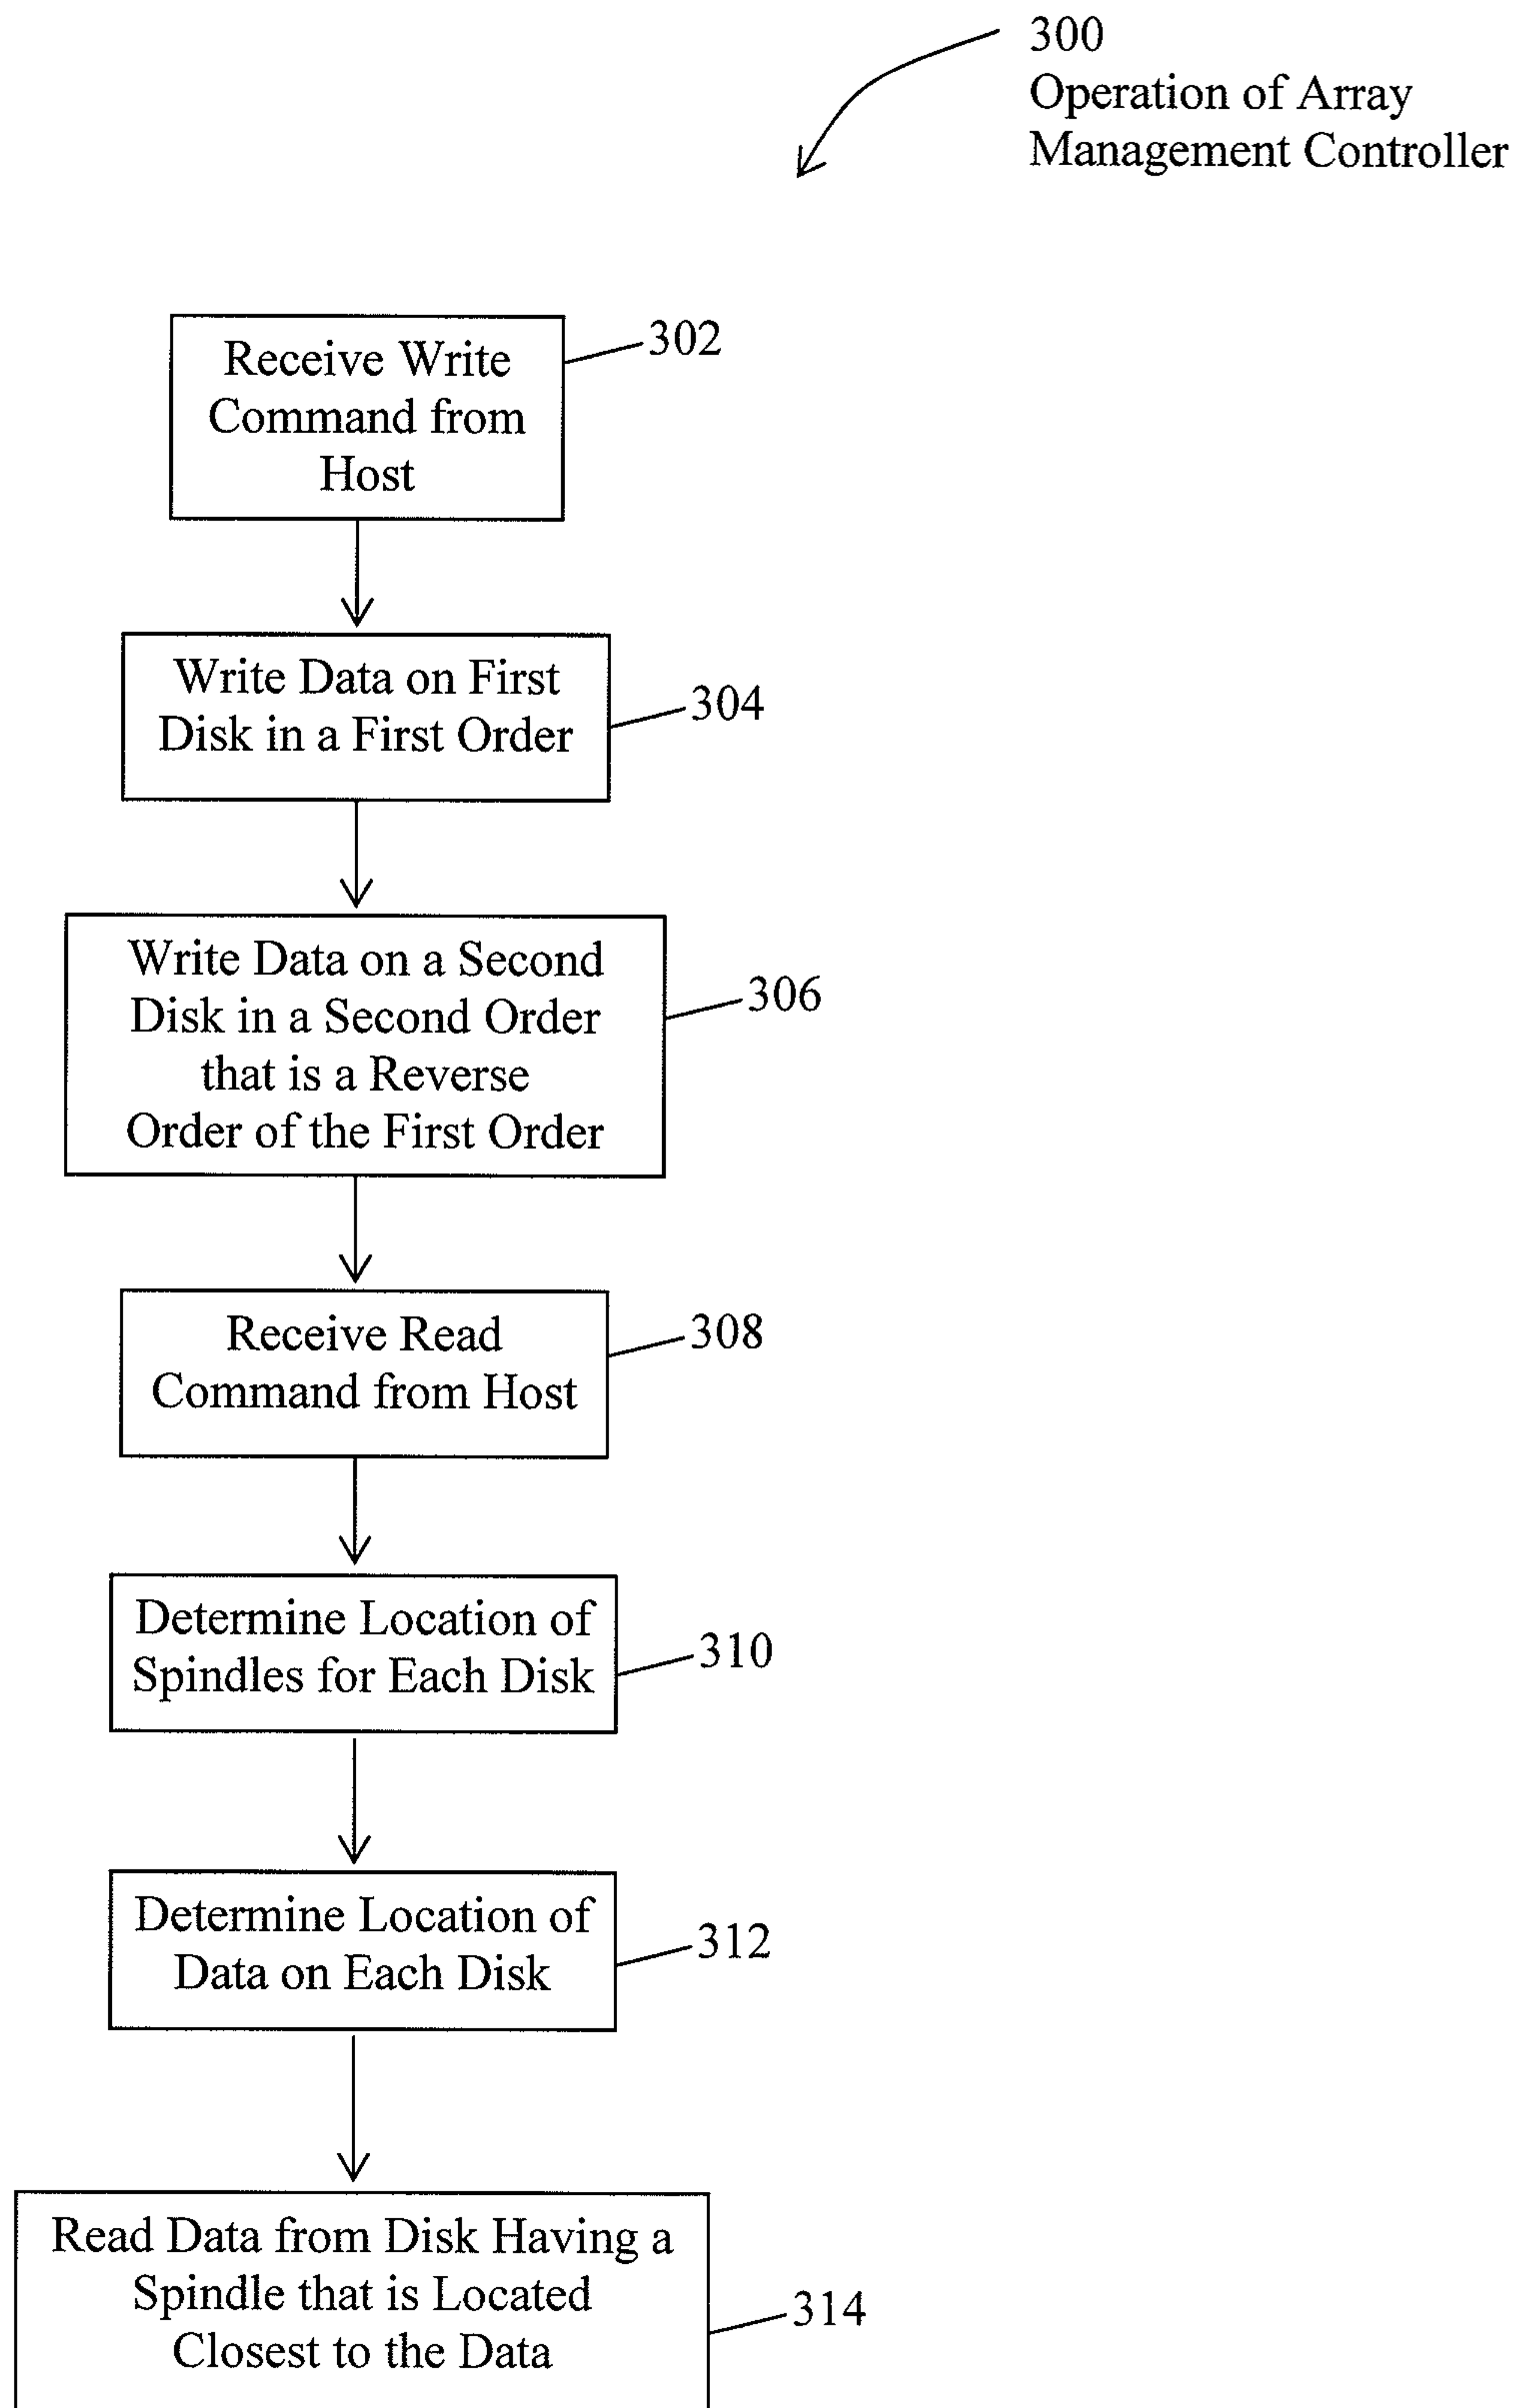 300
Operation of Array
Management Controller
Receive Write
Command from
Host
302
Write Data on First
Disk in a First Order
304
Write Data on a Second
Disk in a Second Order
that is a Reverse
Order of the First Order
306
Receive Read
Command from Host
308
Determine Location of
Spindles for Each Disk
310
Determine Location of
Data on Each Disk
312
Read Data from Disk Having a
Spindle that is Located
Closest to the Data
314